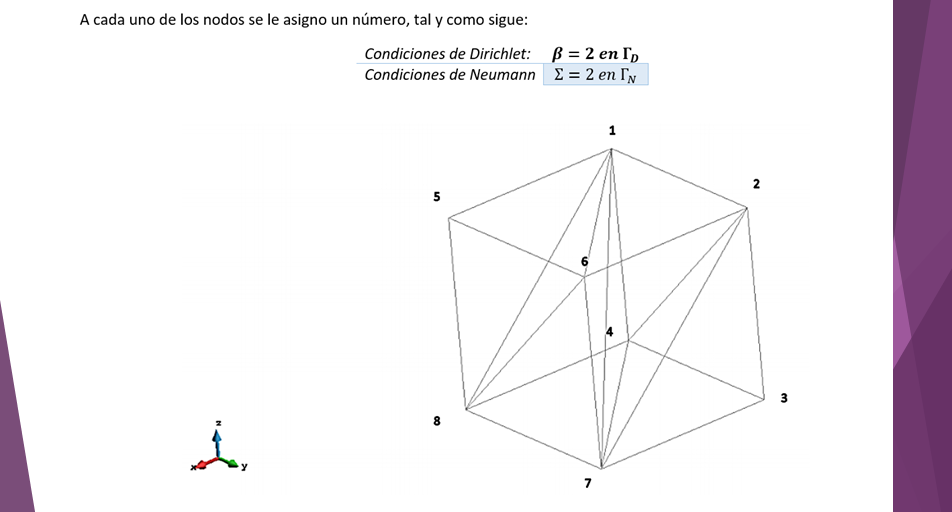 A cada uno de los nodos se le asigno un número, tal y como sigue:
Condiciones de Dirichlet: β = 2 en Γ_D
Condiciones de Neumann Σ = 2 en Γ_N
1
2
5
6
4
3
8
7
z
x
y